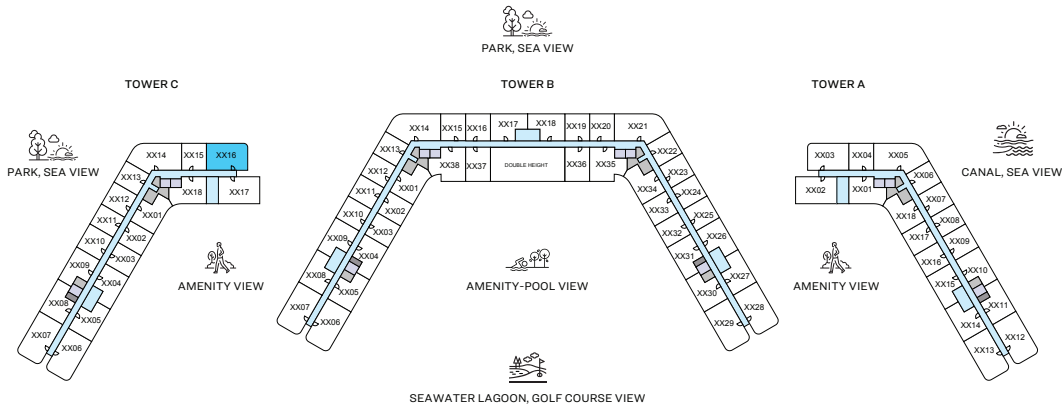 PARK, SEA VIEW
TOWER C
TOWER B
TOWER A
PARK, SEA VIEW
CANAL, SEA VIEW
XX14
XX15
XX16
XX13
XX12
XX11
XX10
XX09
XX08
XX07
XX06
XX05
XX04
XX03
XX02
XX01
XX18
XX17
AMENITY VIEW
XX14
XX15
XX16
XX17
XX18
XX19
XX20
XX21
XX13
XX12
XX11
XX10
XX09
XX08
XX07
XX06
XX05
XX04
XX03
XX02
XX01
XX38
XX37
DOUBLE HEIGHT
XX36
XX35
XX22
XX23
XX24
XX25
XX26
XX27
XX28
XX29
XX30
XX31
XX32
XX33
XX34
AMENITY-POOL VIEW
XX03
XX04
XX05
XX02
XX01
XX06
XX07
XX08
XX09
XX10
XX11
XX12
XX13
XX14
XX15
XX16
XX17
XX18
AMENITY VIEW
SEAWATER LAGOON, GOLF COURSE VIEW